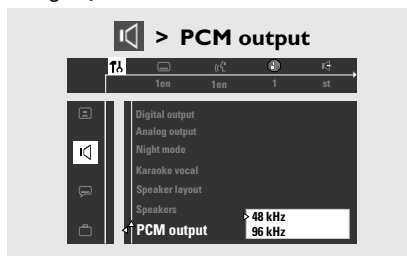 > PCM output
1en 1en 1 st
Digital output
Analog output
Night mode
Karaoke vocal
Speaker layout
Speakers
PCM output
48 kHz
96 kHz